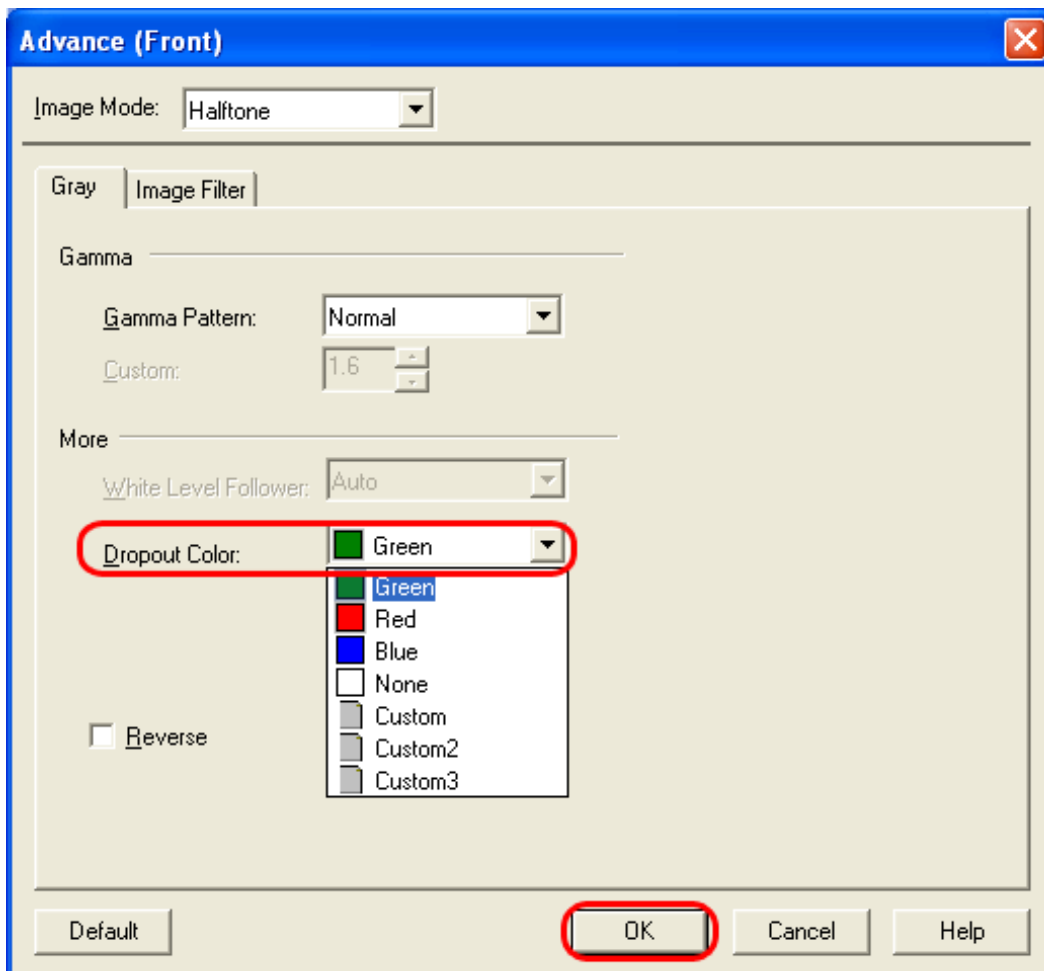 Advance (Front)
Image Mode: Halftone
Gray Image Filter
Gamma
Gamma Pattern: Normal
Custom: 1.6
More
White Level Follower: Auto
Dropout Color: Green
Green
Red
Blue
None
Custom
Reverse
Custom2
Custom3
Default OK Cancel Help